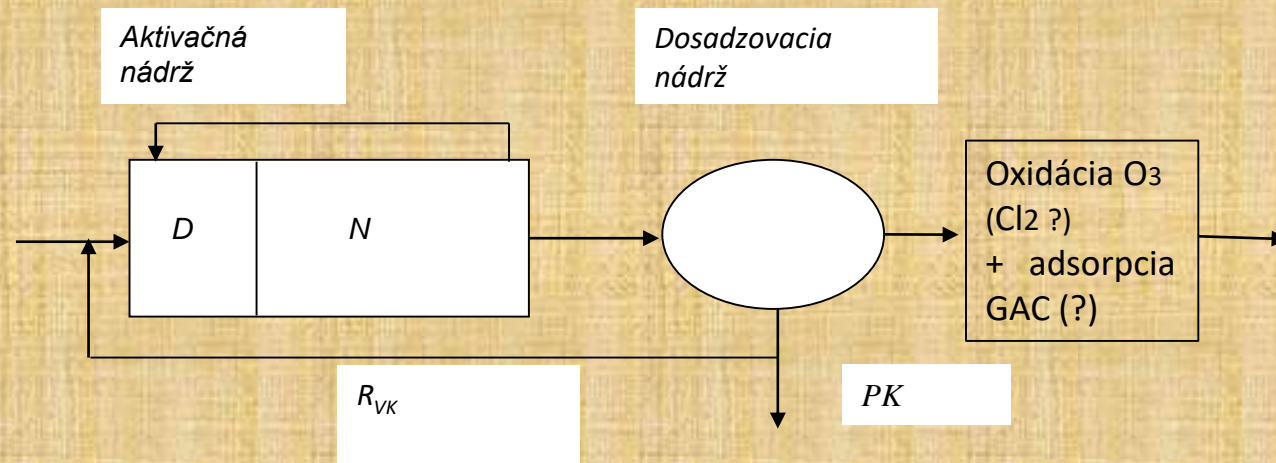 Aktivačná
nádrž
Dosadzovacia
nádrž
D
N
Oxidácia O3
(Cl2 ?)
+ adsorpcia
GAC (?)
RVK
PK